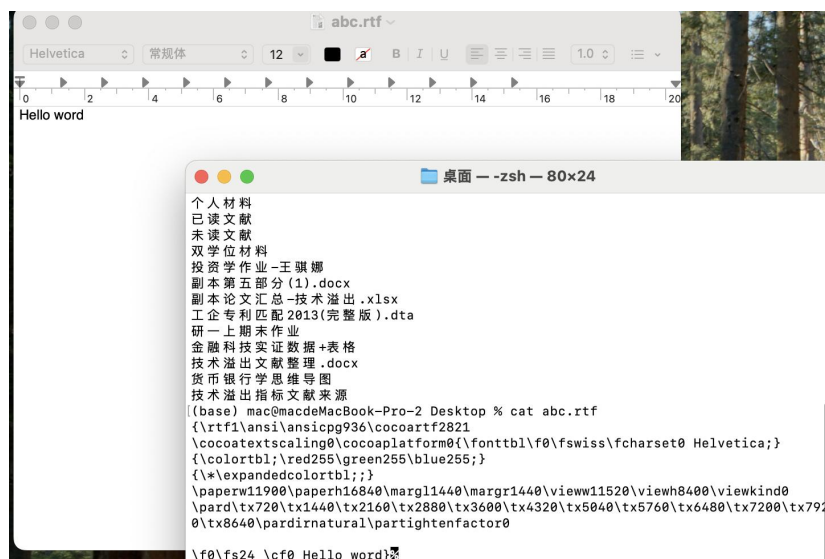 abc.rtf
Helvetica 常规体 12 a B I U 1.0
0 2 4 6 8 10 12 14 16 18 20
Hello word
桌面 — -zsh — 80×24
个人材料
已读文献
未读文献
双学位材料
投资学作业-王骐娜
副本第五部分(1).docx
副本论文汇总-技术溢出.xlsx
工企专利匹配2013(完整版).dta
研一上期末作业
金融科技实证数据+表格
技术溢出文献整理.docx
货币银行学思维导图
技术溢出指标文献来源
[(base) mac@macdeMacBook-Pro-2 Desktop % cat abc.rtf
{\rtf1\ansi\ansicpg936\cocoartf2821
\cocoatextscaling0\cocoaplatform0{\fonttbl\f0\fswiss\fcharset0 Helvetica;}
{\colortbl;\red255\green255\blue255;}
{\*\expandedcolortbl;;}
\paperw11900\paperh16840\margl1440\margr1440\vieww11520\viewh8400\viewkind0
\pard\tx720\tx1440\tx2160\tx2880\tx3600\tx4320\tx5040\tx5760\tx6480\tx7200\tx792
0\tx8640\pardirnatural\partightenfactor0
\f0\fs24 \cf0 Hello word}%